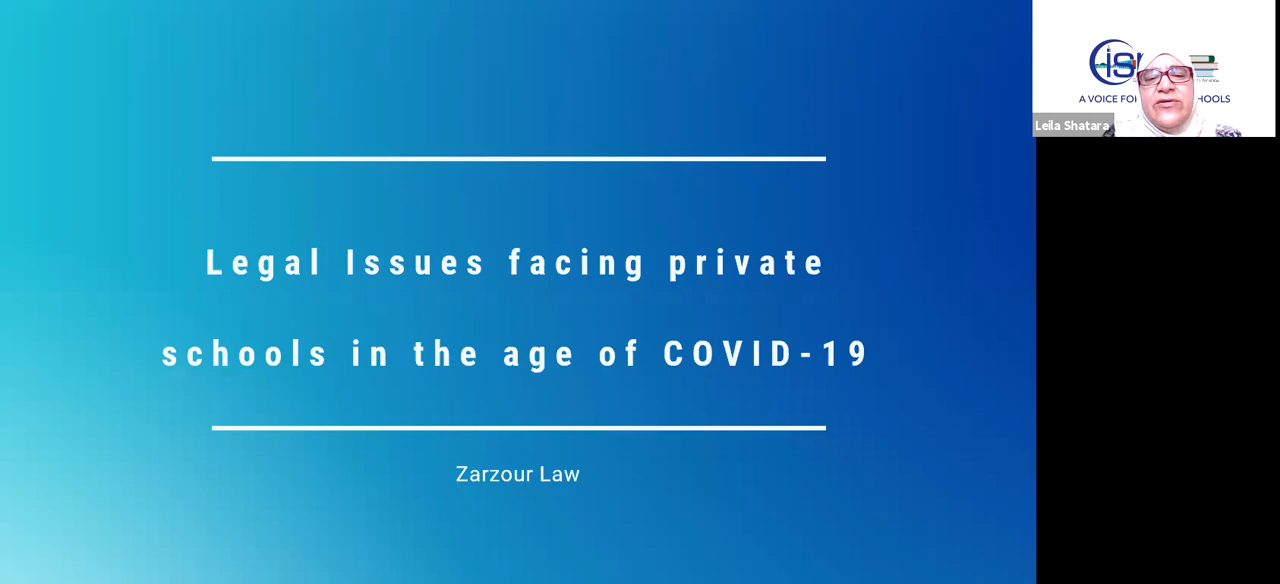 Legal Issues facing private
schools in the age of COVID-19
Zarzour Law
A VOICE FO
HOOLS
Leila Shatara